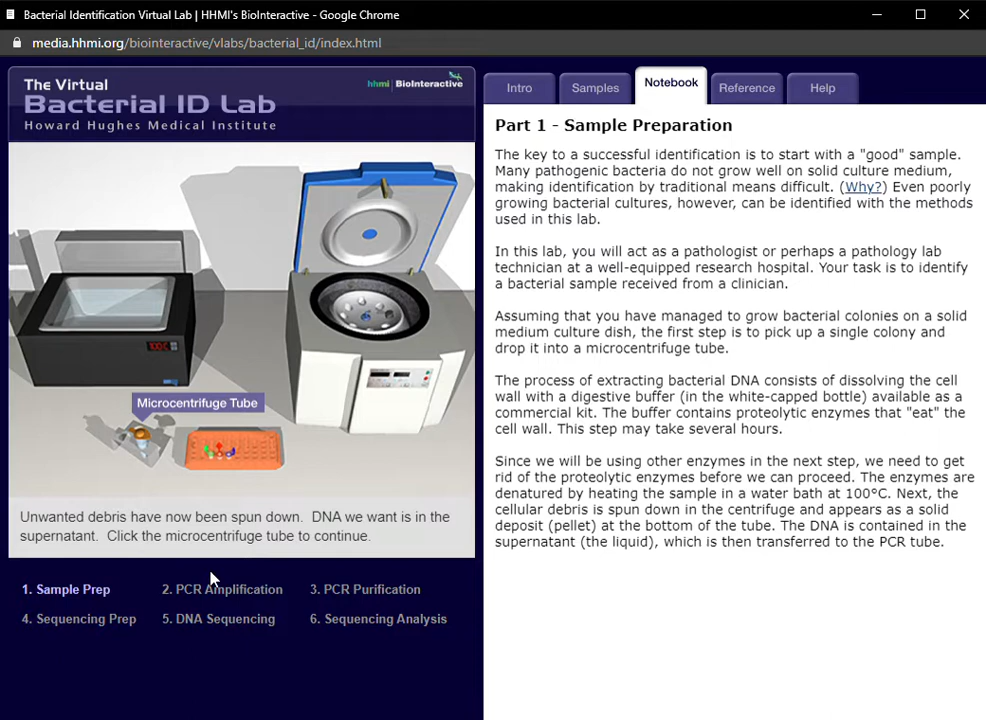 Bacterial Identification Virtual Lab | HHMI's BioInteractive - Google Chrome
media.hhmi.org/biointeractive/vlabs/bacterial_id/index.html
The Virtual
Bacterial ID Lab
Howard Hughes Medical Institute
hhmi | BioInteractive
100C
Microcentrifuge Tube
Unwanted debris have now been spun down. DNA we want is in the
supernatant. Click the microcentrifuge tube to continue.
1. Sample Prep
2. PCR Amplification
3. PCR Purification
4. Sequencing Prep
5. DNA Sequencing
6. Sequencing Analysis
Intro
Samples
Notebook
Reference
Help
Part 1 - Sample Preparation
The key to a successful identification is to start with a "good" sample.
Many pathogenic bacteria do not grow well on solid culture medium,
making identification by traditional means difficult. (Why?) Even poorly
growing bacterial cultures, however, can be identified with the methods
used in this lab.
In this lab, you will act as a pathologist or perhaps a pathology lab
technician at a well-equipped research hospital. Your task is to identify
a bacterial sample received from a clinician.
Assuming that you have managed to grow bacterial colonies on a solid
medium culture dish, the first step is to pick up a single colony and
drop it into a microcentrifuge tube.
The process of extracting bacterial DNA consists of dissolving the cell
wall with a digestive buffer (in the white-capped bottle) available as a
commercial kit. The buffer contains proteolytic enzymes that "eat" the
cell wall. This step may take several hours.
Since we will be using other enzymes in the next step, we need to get
rid of the proteolytic enzymes before we can proceed. The enzymes are
denatured by heating the sample in a water bath at 100°C. Next, the
cellular debris is spun down in the centrifuge and appears as a solid
deposit (pellet) at the bottom of the tube. The DNA is contained in the
supernatant (the liquid), which is then transferred to the PCR tube.